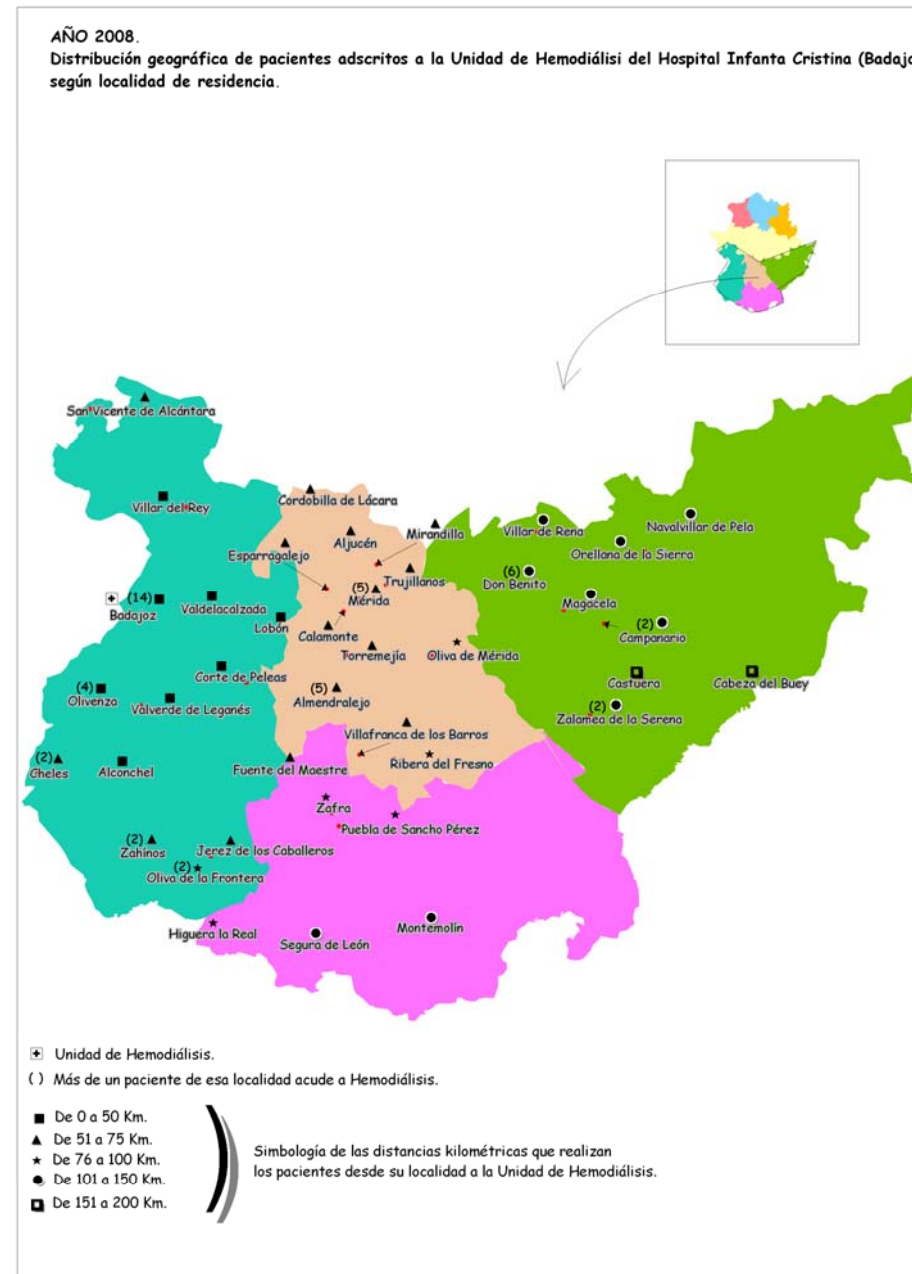 AÑO 2008.
Distribución geográfica de pacientes adscritos a la Unidad de Hemodiálisi del Hospital Infanta Cristina (Badajo
según localidad de residencia.
San Vicente de Alcántara
Villar del Rey
Cordobilla de Lácara
Aljucén
Mirandilla
Esparragalejo
Trujillanos
(5)
Mérida
Villar de Rena
Navalvillar de Pela
Orellana de la Sierra
(6)
Don Benito
Magacela
(2)
Campanario
(14)
Badajoz
Valdelacalzada
Lobón
Calamonte
Torremejía
Oliva de Mérida
Corte de Peleas
(4)
Olivenza
Valverde de Leganés
(5)
Almendralejo
Castuera
Cabeza del Buey
(2)
Zalamea de la Serena
Villafranca de los Barros
(2)
Cheles
Alconchel
Fuente del Maestre
Ribera del Fresno
Zafra
Puebla de Sancho Pérez
(2)
Zahínos
Jerez de los Caballeros
(2)
Oliva de la Frontera
Higuera la Real
Segura de León
Montemolín
Unidad de Hemodiálisis.
( ) Más de un paciente de esa localidad acude a Hemodiálisis.
De 0 a 50 Km.
De 51 a 75 Km.
De 76 a 100 Km.
De 101 a 150 Km.
De 151 a 200 Km.
Simbología de las distancias kilométricas que realizan
los pacientes desde su localidad a la Unidad de Hemodiálisis.